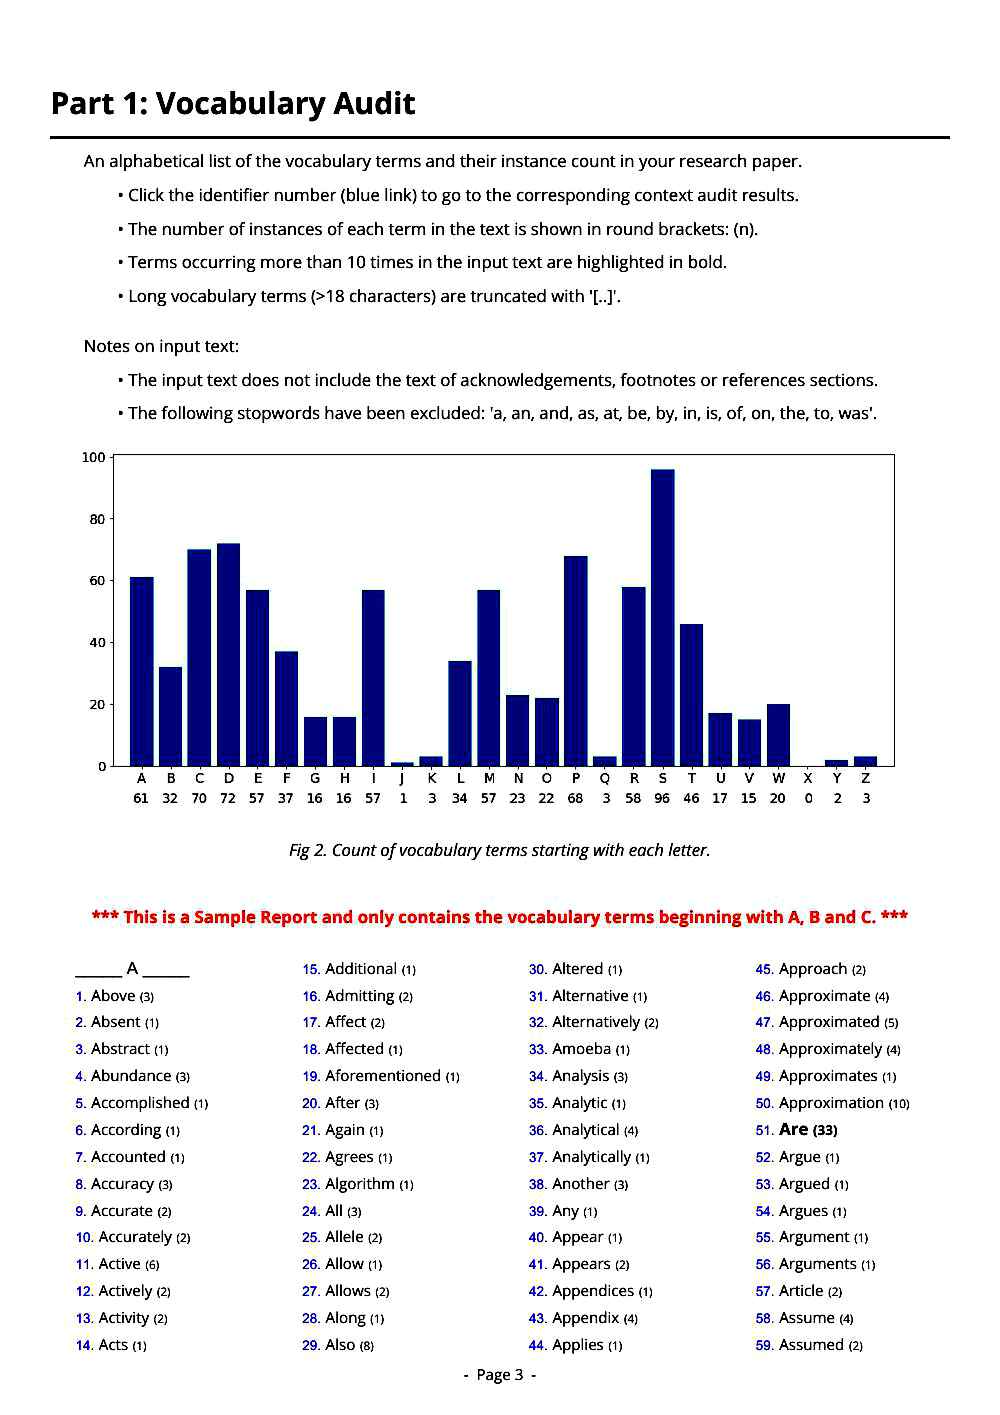 Part 1: Vocabulary Audit
An alphabetical list of the vocabulary terms and their instance count in your research paper.
• Click the identifier number (blue link) to go to the corresponding context audit results.
• The number of instances of each term in the text is shown in round brackets: (n).
• Terms occurring more than 10 times in the input text are highlighted in bold.
• Long vocabulary terms (>18 characters) are truncated with '[..]'.
Notes on input text:
• The input text does not include the text of acknowledgements, footnotes or references sections.
• The following stopwords have been excluded: 'a, an, and, as, at, be, by, in, is, of, on, the, to, was'.
100
80
60
40
20
0
A B C D E F G H I J K L M N O P Q R S T U V W X Y Z
61 32 70 72 57 37 16 16 57 1 3 34 57 23 22 68 3 58 96 46 17 15 20 0 2 3
Fig 2. Count of vocabulary terms starting with each letter.
*** This is a Sample Report and only contains the vocabulary terms beginning with A, B and C. ***
______ A ______
1. Above (3)
2. Absent (1)
3. Abstract (1)
4. Abundance (3)
5. Accomplished (1)
6. According (1)
7. Accounted (1)
8. Accuracy (3)
9. Accurate (2)
10. Accurately (2)
11. Active (6)
12. Actively (2)
13. Activity (2)
14. Acts (1)
15. Additional (1)
16. Admitting (2)
17. Affect (2)
18. Affected (1)
19. Aforementioned (1)
20. After (3)
21. Again (1)
22. Agrees (1)
23. Algorithm (1)
24. All (3)
25. Allele (2)
26. Allow (1)
27. Allows (2)
28. Along (1)
29. Also (8)
30. Altered (1)
31. Alternative (1)
32. Alternatively (2)
33. Amoeba (1)
34. Analysis (3)
35. Analytic (1)
36. Analytical (4)
37. Analytically (1)
38. Another (3)
39. Any (1)
40. Appear (1)
41. Appears (2)
42. Appendices (1)
43. Appendix (4)
44. Applies (1)
45. Approach (2)
46. Approximate (4)
47. Approximated (5)
48. Approximately (4)
49. Approximates (1)
50. Approximation (10)
51. Are (33)
52. Argue (1)
53. Argued (1)
54. Argues (1)
55. Argument (1)
56. Arguments (1)
57. Article (2)
58. Assume (4)
59. Assumed (2)
- Page 3 -